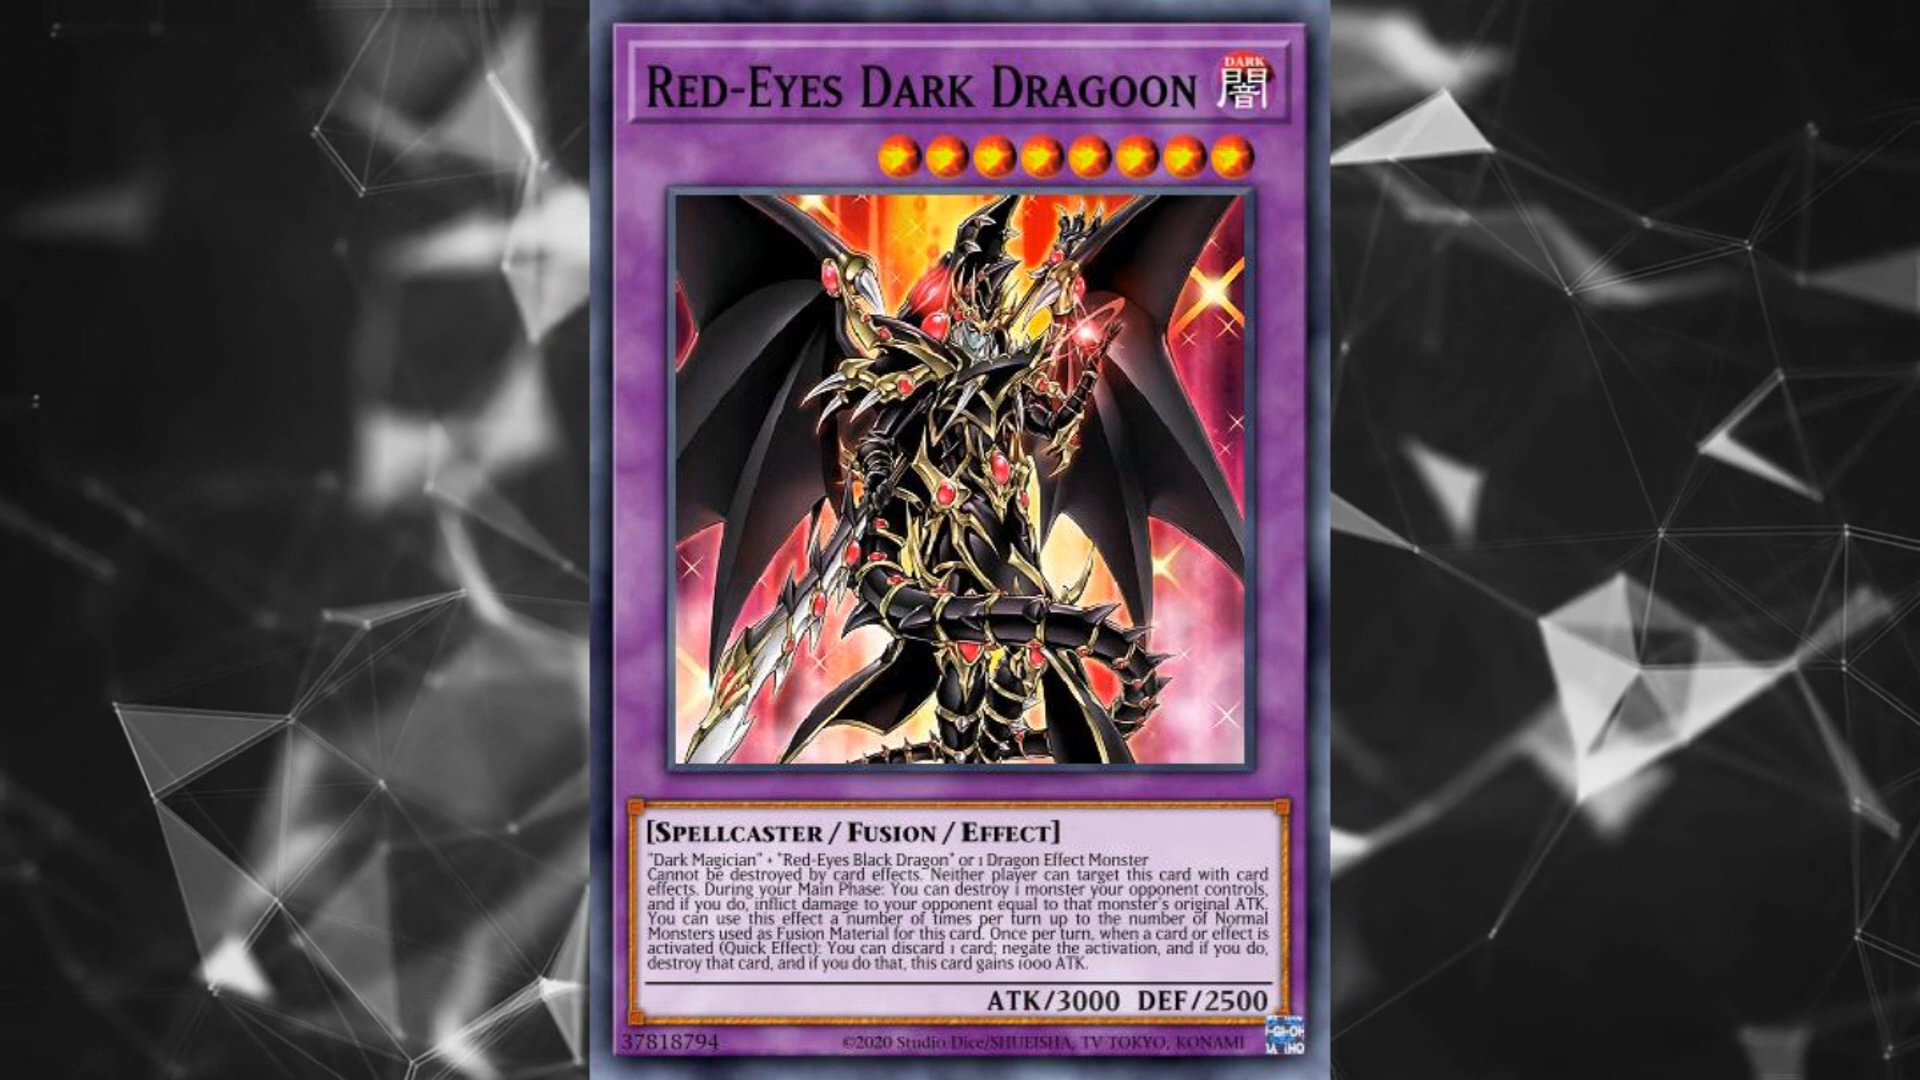 Red-Eyes Dark Dragoon
DARK
闇
[Spellcaster / Fusion / Effect]
"Dark Magician" + "Red-Eyes Black Dragon" or 1 Dragon Effect Monster
Cannot be destroyed by card effects. Neither player can target this card with card
effects. During your Main Phase: You can destroy 1 monster your opponent controls,
and if you do, inflict damage to your opponent equal to that monster's original ATK.
You can use this effect a number of times per turn up to the number of Normal
Monsters used as Fusion Material for this card. Once per turn, when a card or effect is
activated (Quick Effect): You can discard 1 card; negate the activation, and if you do,
destroy that card, and if you do that, this card gains 1000 ATK.
ATK/3000 DEF/2500
37818794
©2020 Studio Dice/SHUEISHA, TV TOKYO, KONAMI